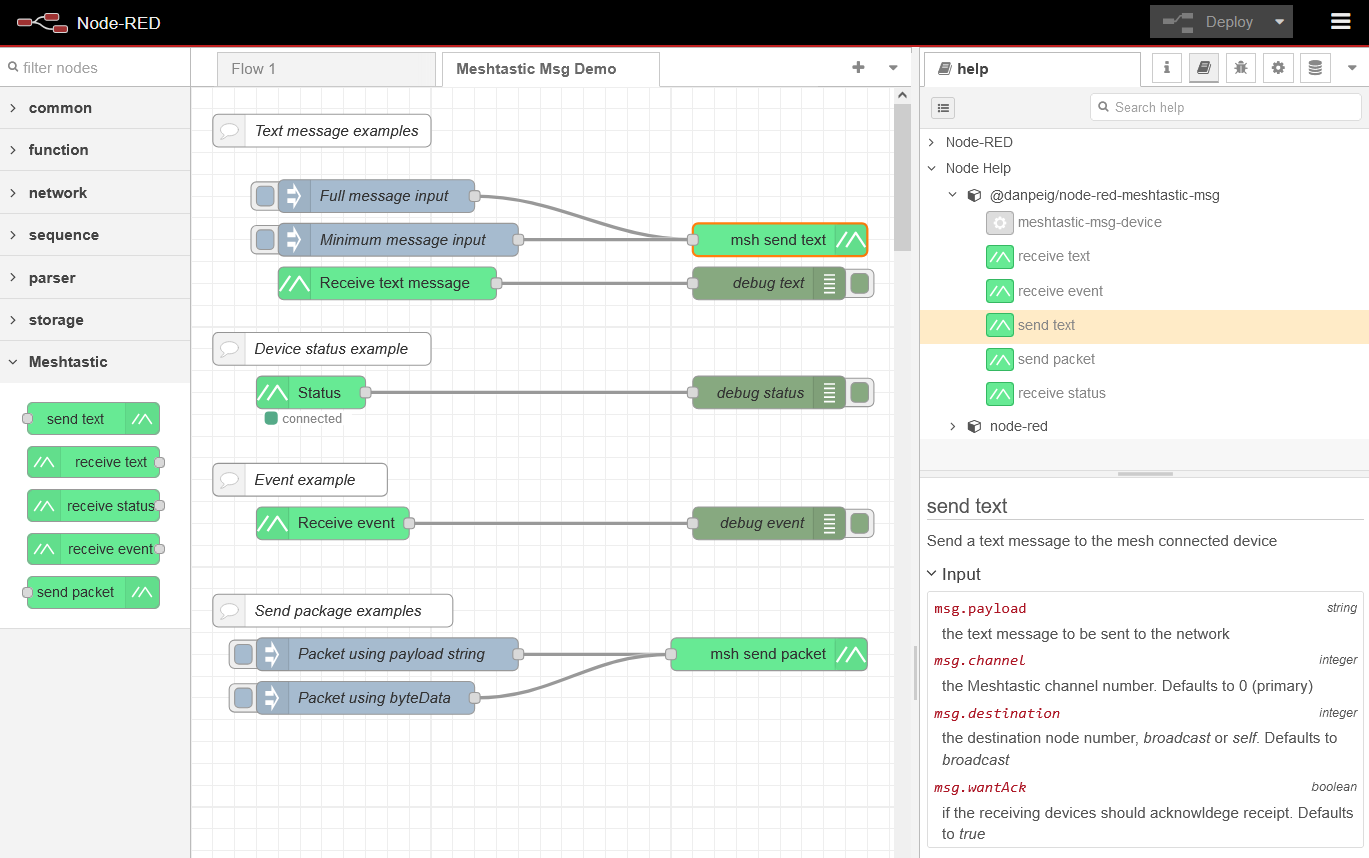 Node-RED
Deploy
filter nodes
common
function
network
sequence
parser
storage
Meshtastic
send text
receive text
receive status
receive event
send packet
Flow 1
Meshtastic Msg Demo
Text message examples
Full message input
Minimum message input
msh send text
Receive text message
debug text
Device status example
Status
debug status
connected
Event example
Receive event
debug event
Send package examples
Packet using payload string
msh send packet
Packet using byteData
help
Search help
Node-RED
Node Help
@danpeig/node-red-meshtastic-msg
meshtastic-msg-device
receive text
receive event
send text
send packet
receive status
node-red
send text
Send a text message to the mesh connected device
Input
msg.payload string
the text message to be sent to the network
msg.channel integer
the Meshtastic channel number. Defaults to 0 (primary)
msg.destination integer
the destination node number, broadcast or self. Defaults to
broadcast
msg.wantAck boolean
if the receiving devices should acknowldege receipt. Defaults
to true